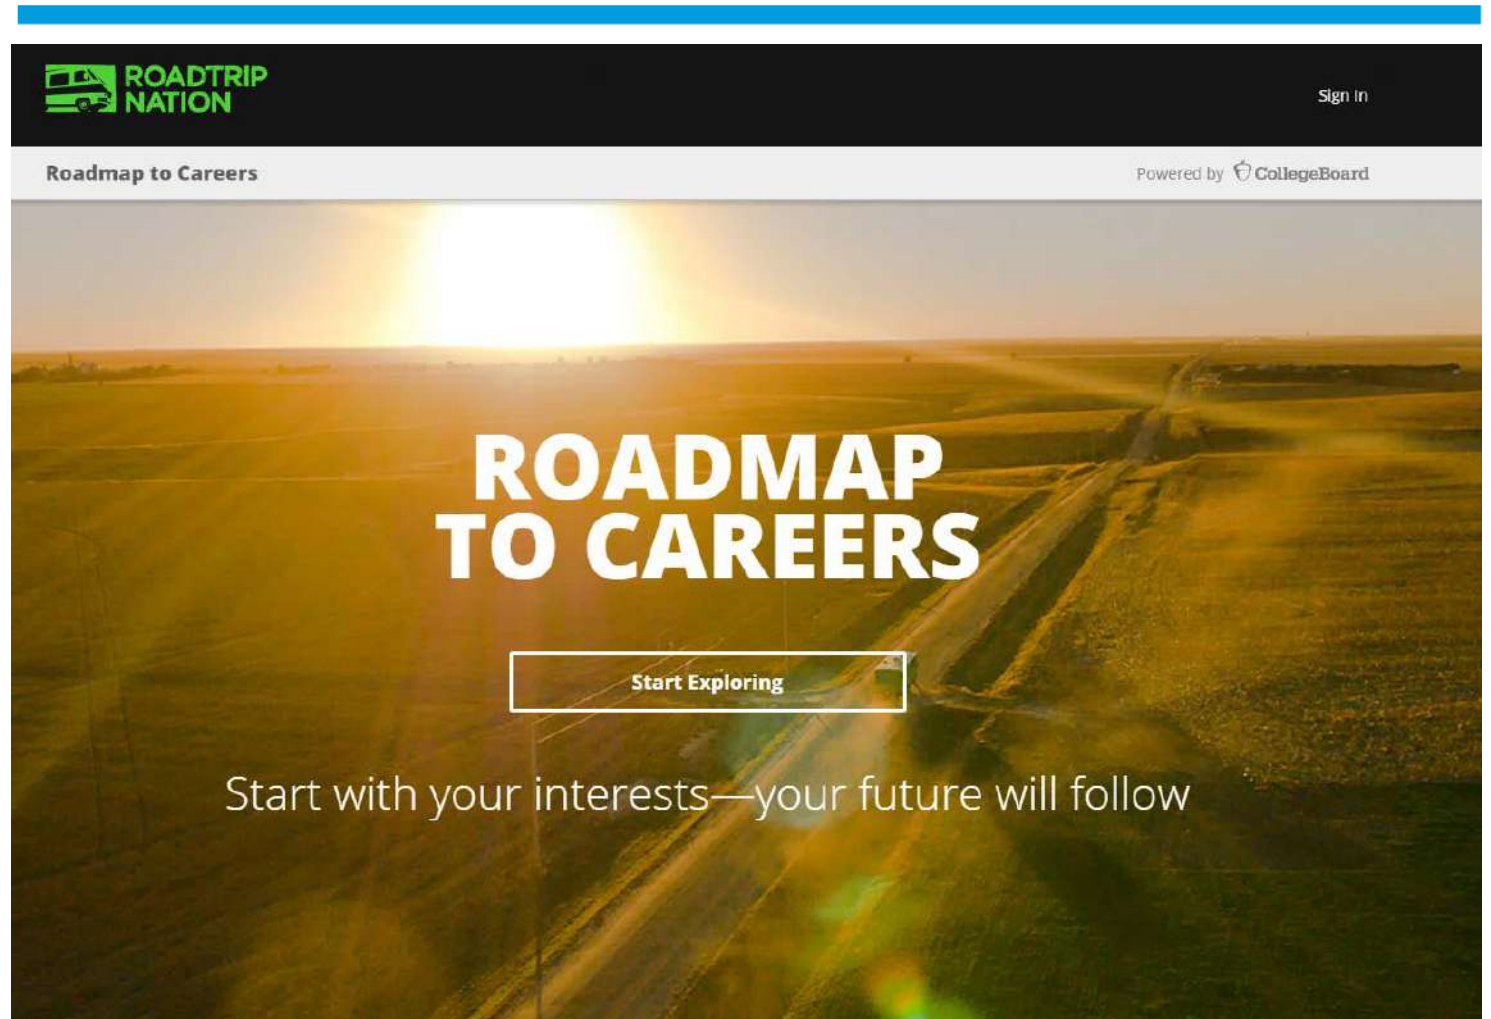 ROADTRIP
NATION
Sign In
Roadmap to Careers
Powered by CollegeBoard
ROADMAP
TO CAREERS
Start Exploring
Start with your interests—your future will follow